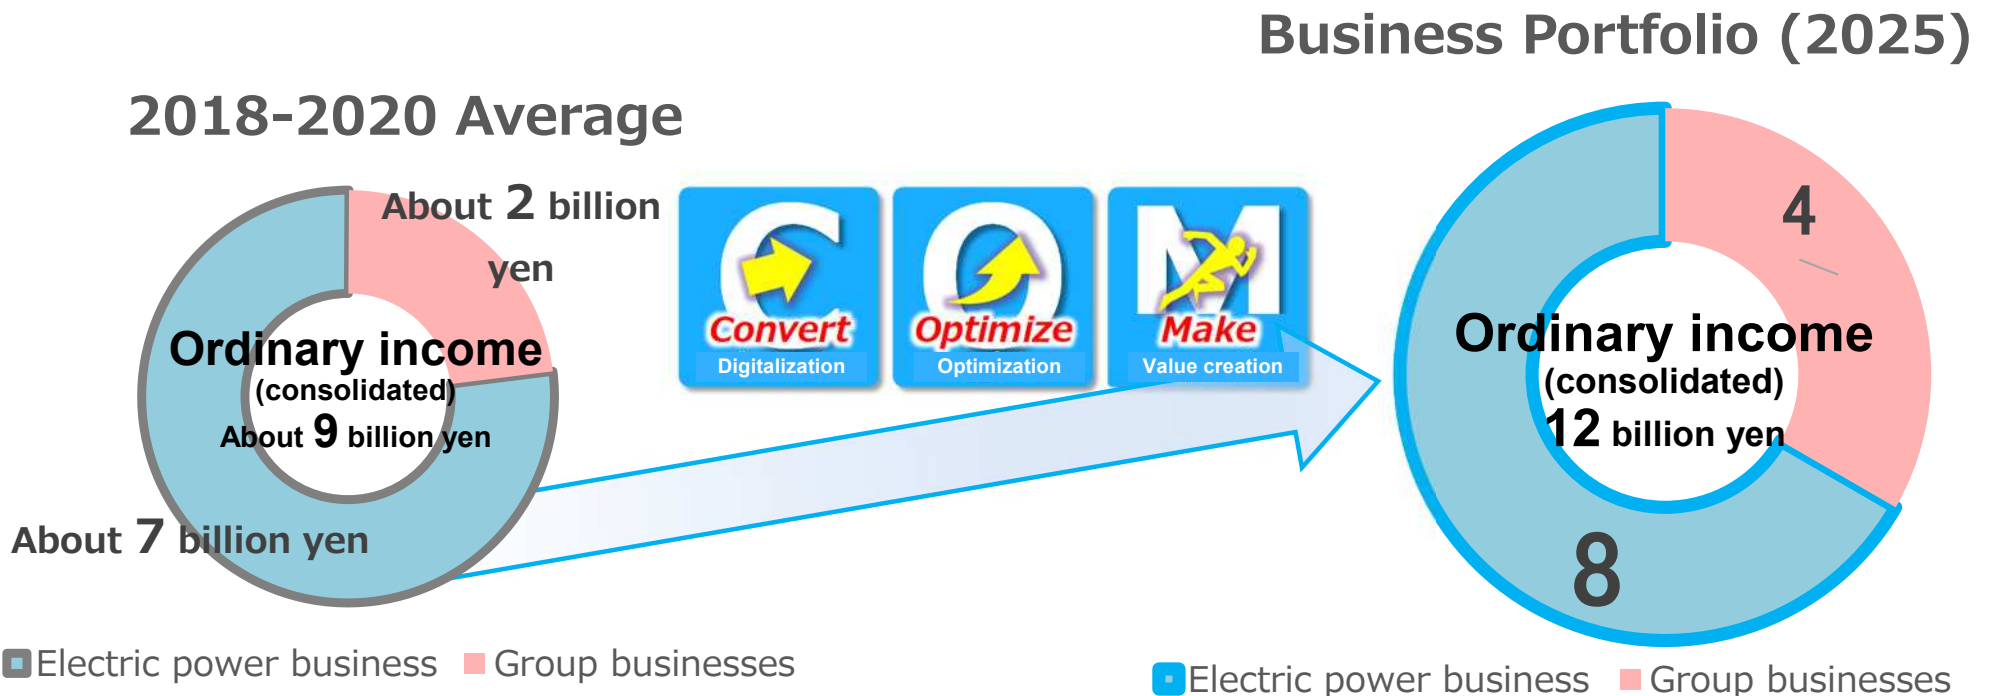 Business Portfolio (2025)
2018-2020 Average
About 2 billion
yen
Ordinary income
(consolidated)
About 9 billion yen
About 7 billion yen
Electric power business
Group businesses
C
Convert
Digitalization
O
Optimize
Optimization
M
Make
Value creation
4
Ordinary income
(consolidated)
12 billion yen
8
Electric power business
Group businesses